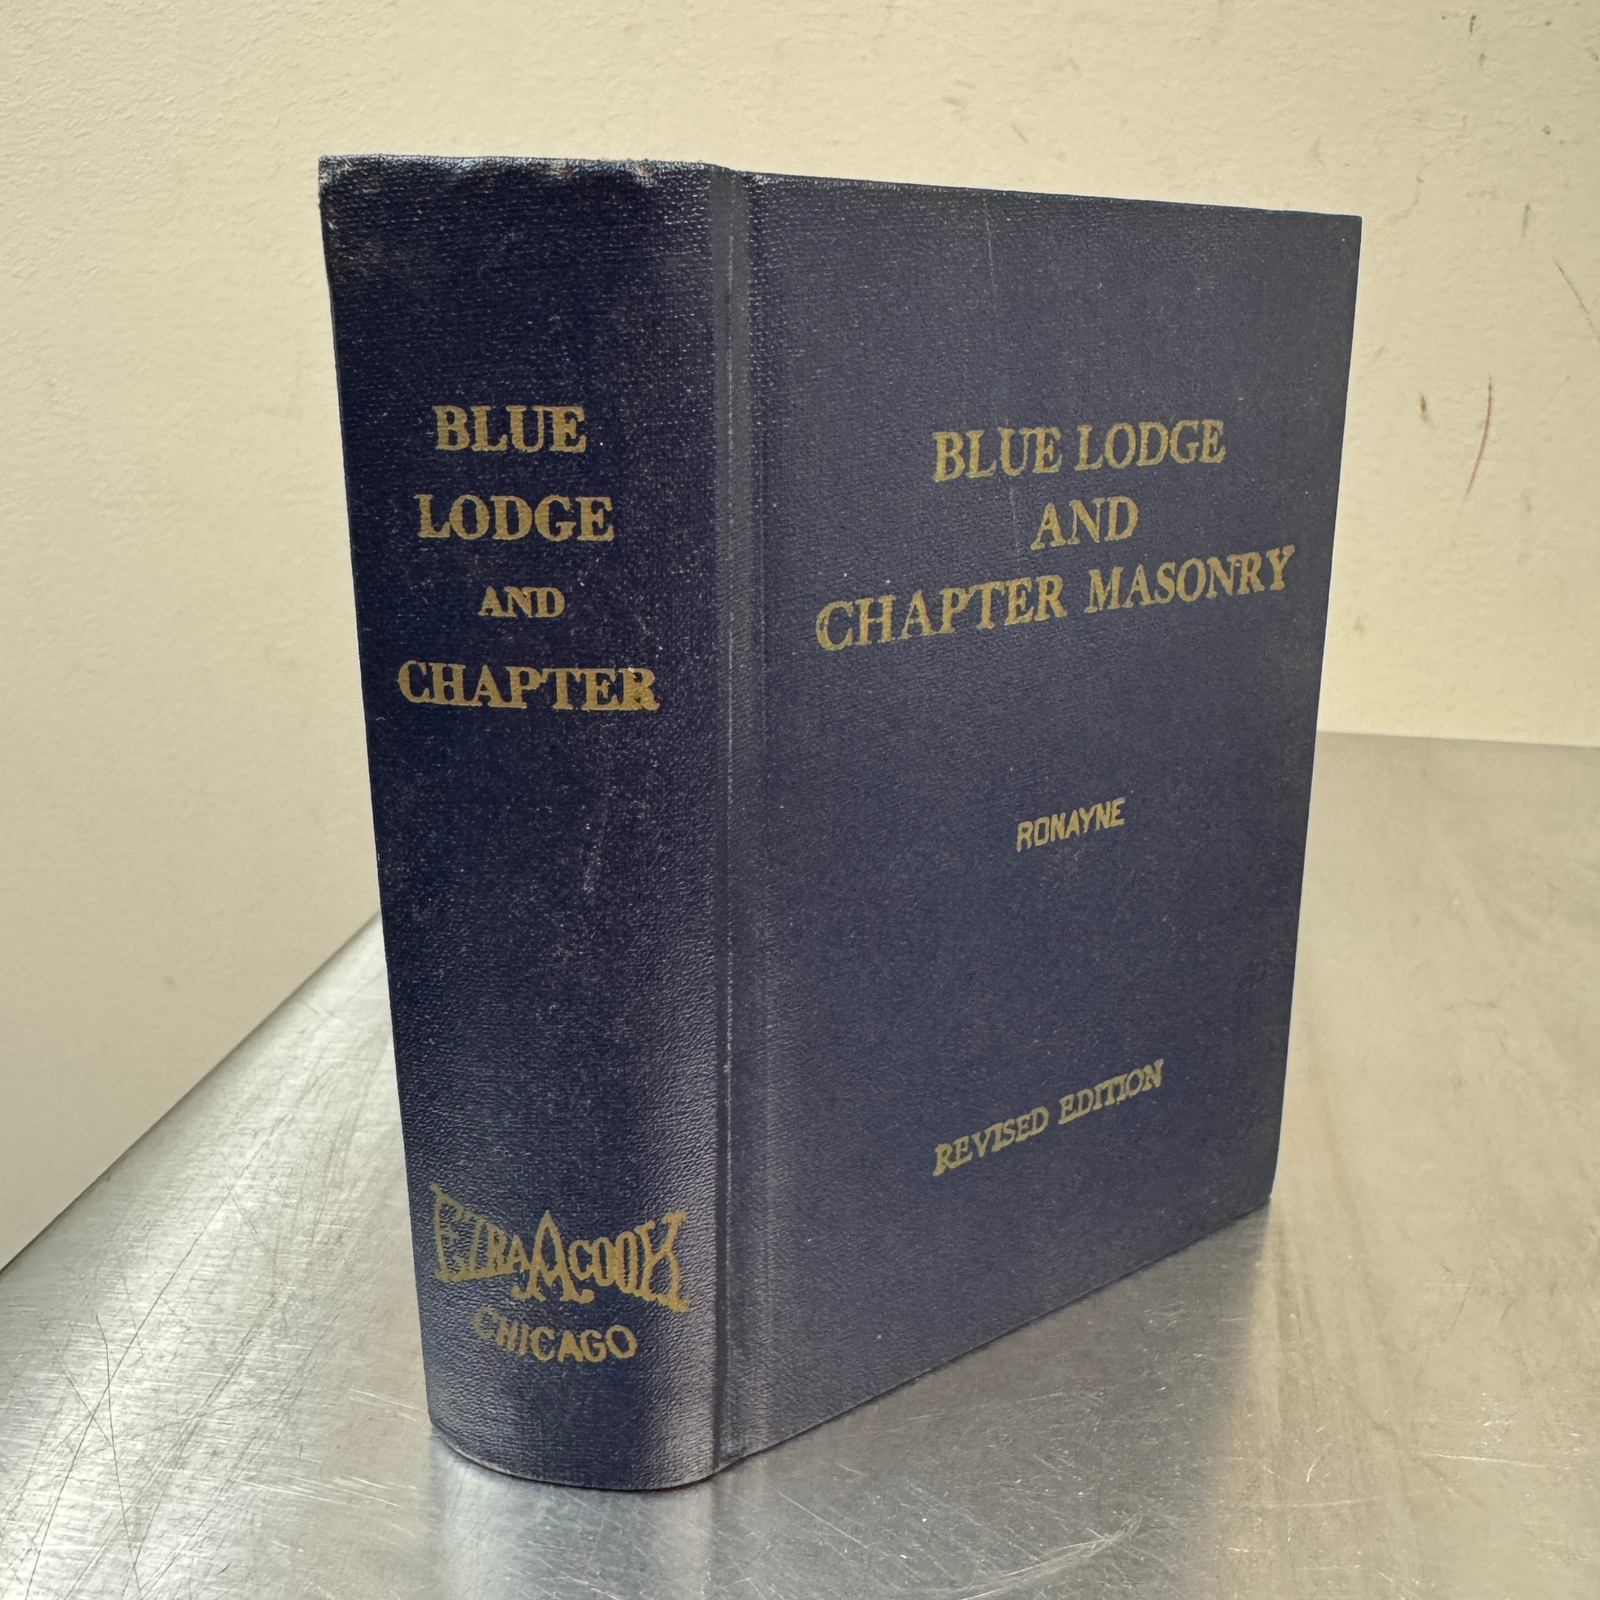 BLUE
LODGE
AND
CHAPTER
EZRA A COOK
CHICAGO
BLUE LODGE
AND
CHAPTER MASONRY
RONAYNE
REVISED EDITION